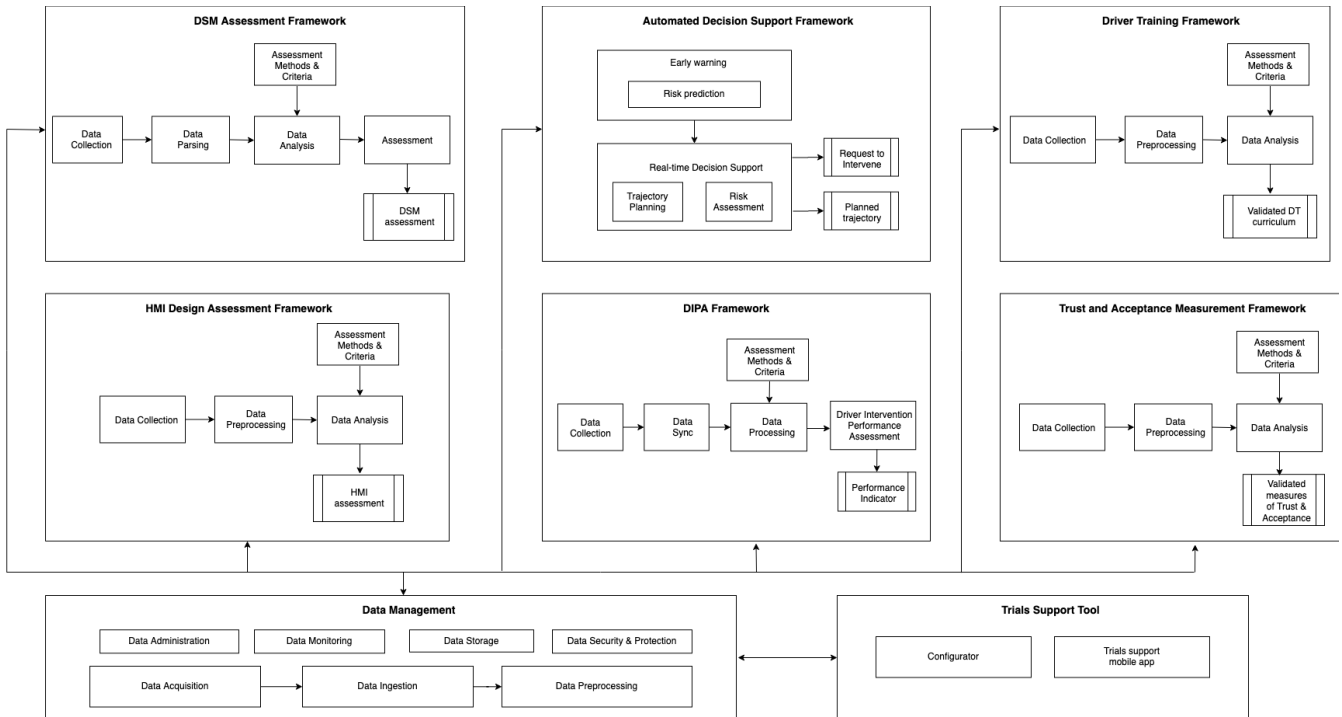 DSM Assessment Framework
Assessment
Methods &
Criteria
Data
Collection
Data
Parsing
Data
Analysis
Assessment
DSM
assessment
Automated Decision Support Framework
Early warning
Risk prediction
Real-time Decision Support
Trajectory
Planning
Risk
Assessment
Request to
Intervene
Planned
trajectory
Driver Training Framework
Assessment
Methods &
Criteria
Data Collection
Data
Preprocessing
Data Analysis
Validated DT
curriculum
HMI Design Assessment Framework
Assessment
Methods &
Criteria
Data Collection
Data
Preprocessing
Data Analysis
HMI
assessment
DIPA Framework
Assessment
Methods &
Criteria
Data
Collection
Data
Sync
Data
Processing
Driver Intervention
Performance
Assessment
Performance
Indicator
Trust and Acceptance Measurement Framework
Assessment
Methods &
Criteria
Data Collection
Data
Preprocessing
Data Analysis
Validated
measures
of Trust &
Acceptance
Data Management
Data Administration
Data Monitoring
Data Storage
Data Security & Protection
Data Acquisition
Data Ingestion
Data Preprocessing
Trials Support Tool
Configurator
Trials support
mobile app